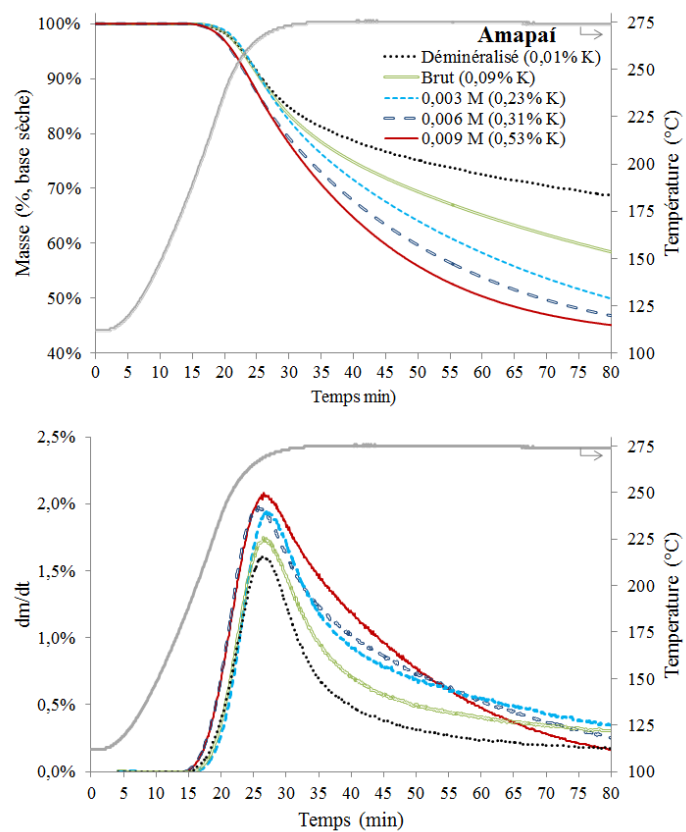 Amapaí
Déminéralisé (0,01% K)
Brut (0,09% K)
0,003 M (0,23% K)
0,006 M (0,31% K)
0,009 M (0,53% K)
Masse (%, base sèche)
100%
90%
80%
70%
60%
50%
40%
275
250
225
200
175
150
125
100
Température (°C)
0 5 10 15 20 25 30 35 40 45 50 55 60 65 70 75 80
Temps min)
dm/dt
2,5%
2,0%
1,5%
1,0%
0,5%
0,0%
275
250
225
200
175
150
125
100
Temperature (°C)
0 5 10 15 20 25 30 35 40 45 50 55 60 65 70 75 80
Temps (min)